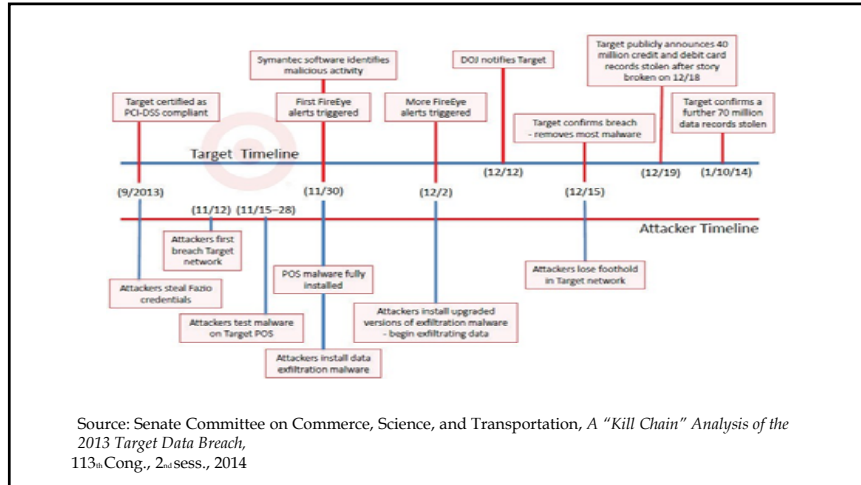 Target publicly announces 40
million credit and debit card
records stolen after story
broken on 12/18
Symantec software identifies
malicious activity
DOJ notifies Target
Target certified as
PCI-DSS compliant
First FireEye
alerts triggered
More FireEye
alerts triggered
Target confirms breach
- removes most malware
Target confirms a
further 70 million
data records stolen
Target Timeline
(9/2013)
(11/12)
(11/15–28)
(11/30)
(12/2)
(12/12)
(12/15)
(12/19)
(1/10/14)
Attacker Timeline
Attackers first
breach Target
network
Attackers steal Fazio
credentials
Attackers test malware
on Target POS
POS malware fully
installed
Attackers install data
exfiltration malware
Attackers install upgraded
versions of exfiltration malware
- begin exfiltrating data
Attackers lose foothold
in Target network
Source: Senate Committee on Commerce, Science, and Transportation, A “Kill Chain” Analysis of the
2013 Target Data Breach,
113th Cong., 2nd sess., 2014